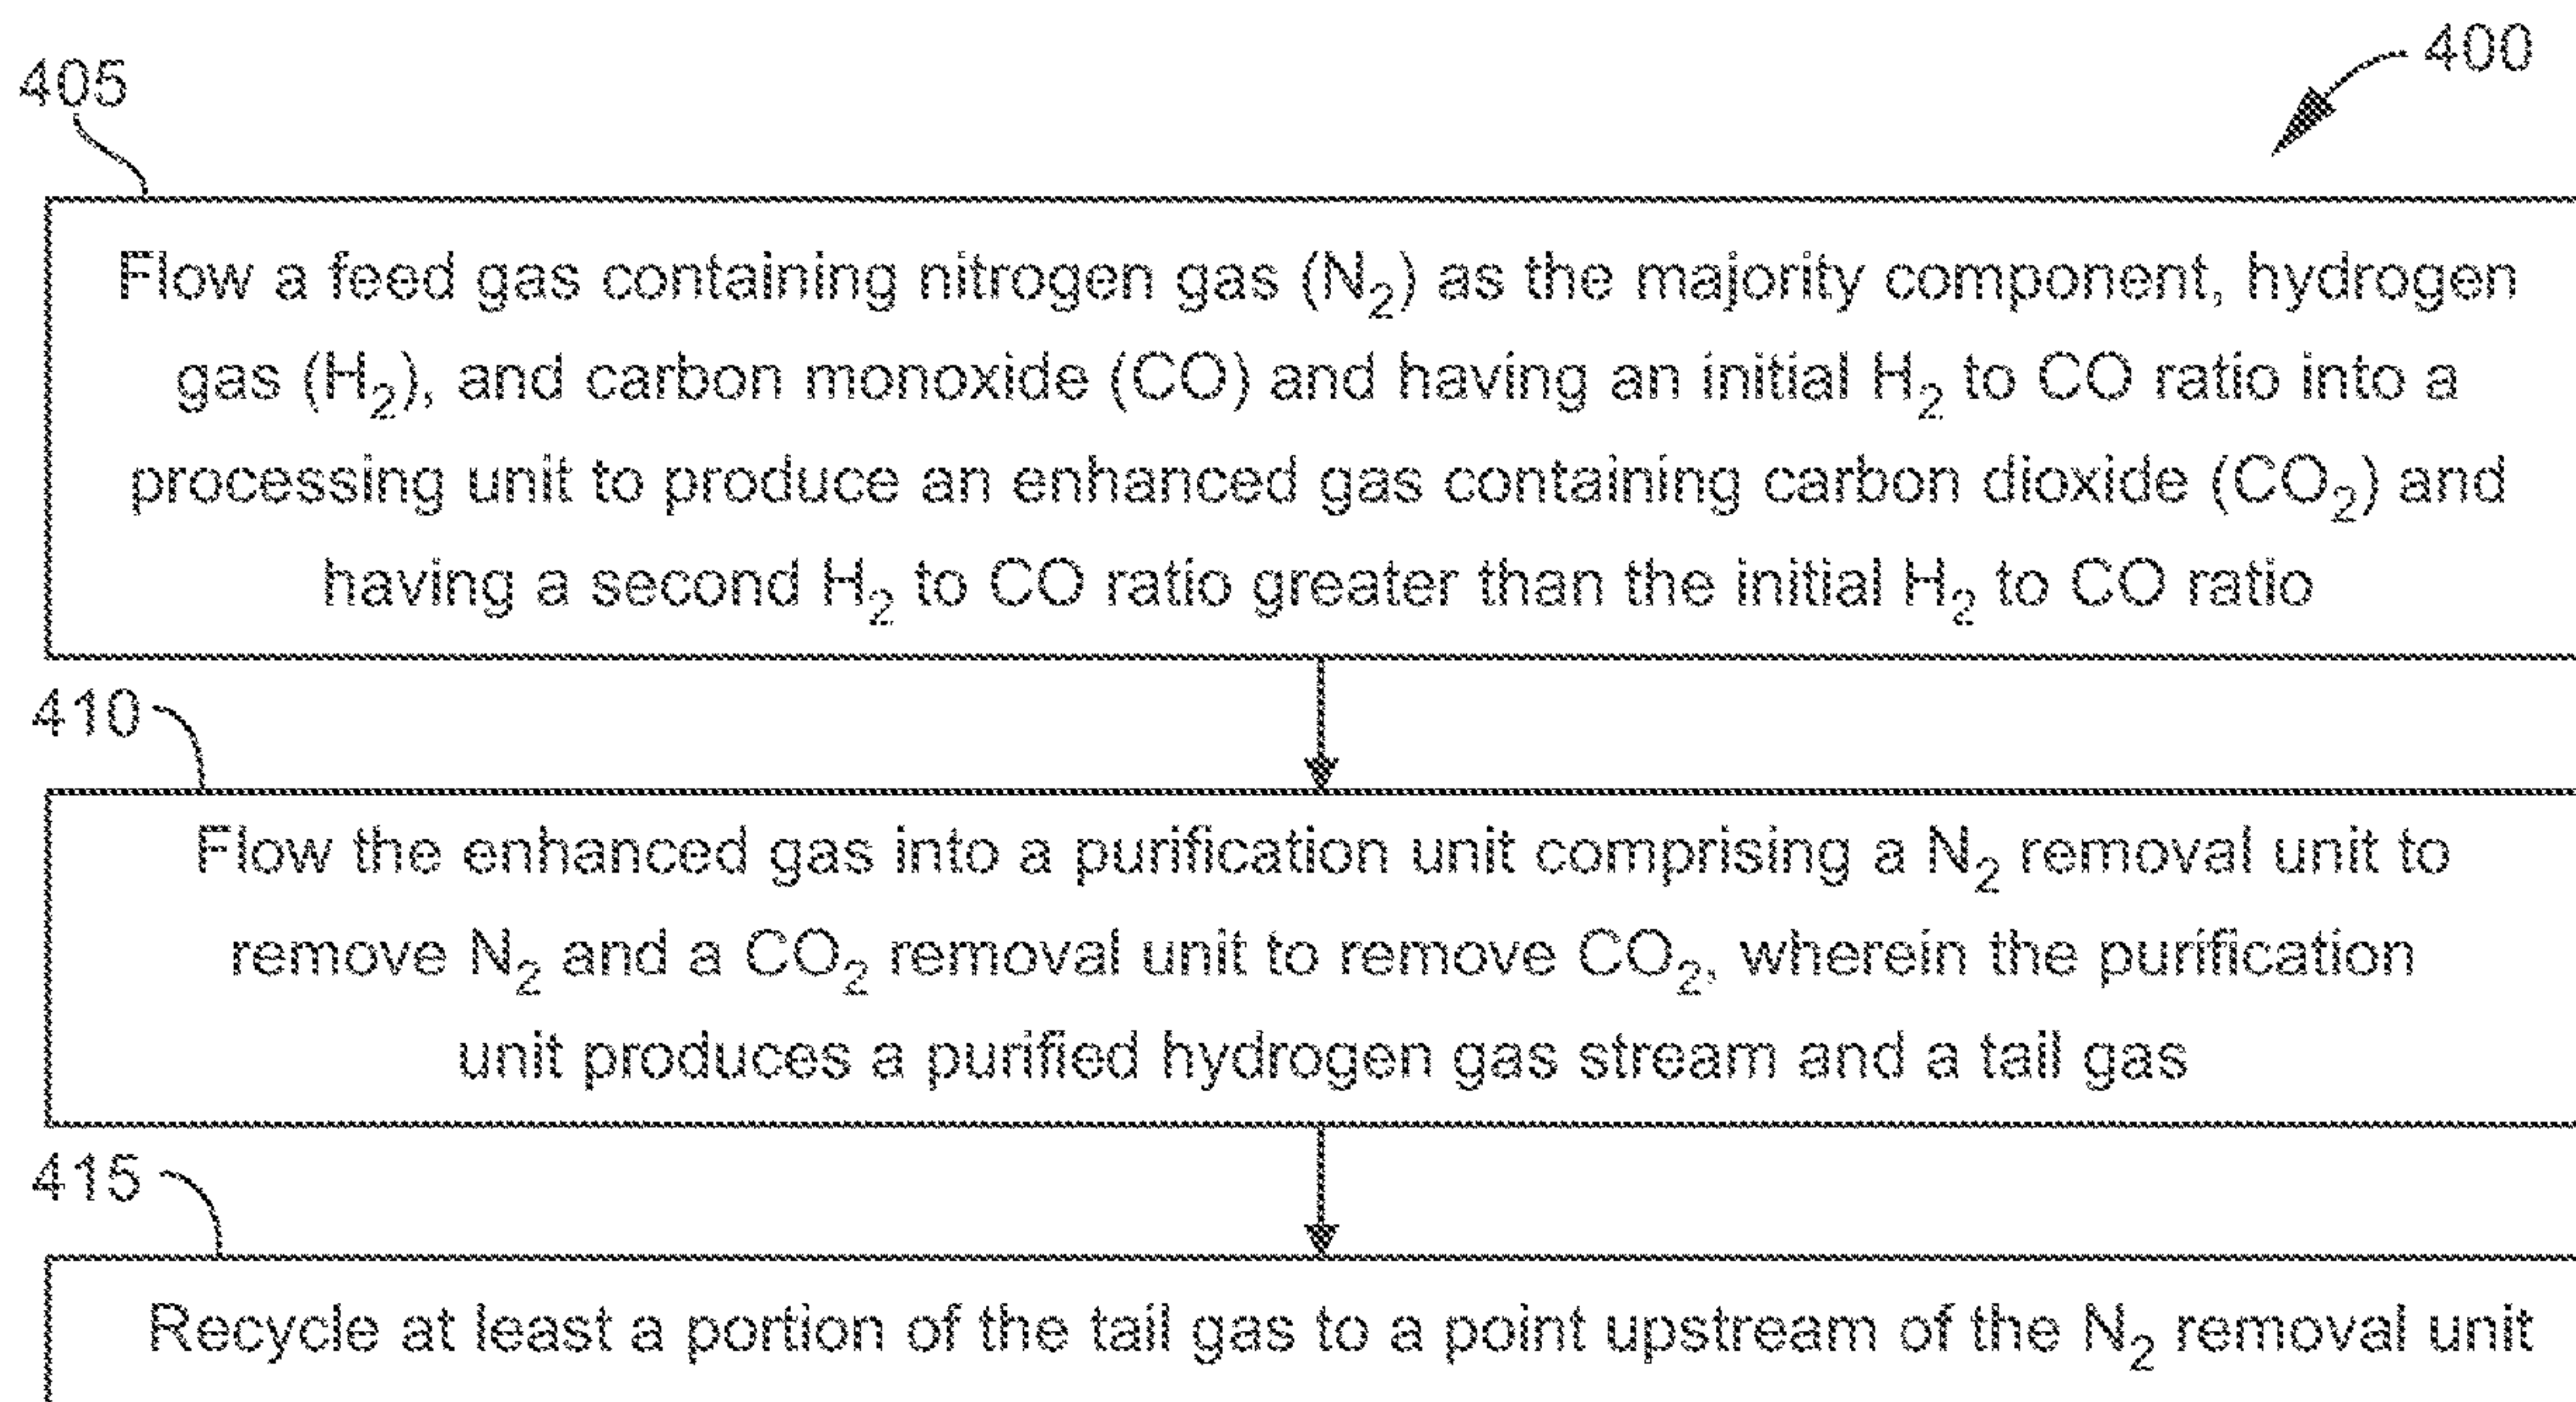 400
405
Flow a feed gas containing nitrogen gas (N₂) as the majority component, hydrogen
gas (H₂), and carbon monoxide (CO) and having an initial H₂ to CO ratio into a
processing unit to produce an enhanced gas containing carbon dioxide (CO₂) and
having a second H₂ to CO ratio greater than the initial H₂ to CO ratio
410
Flow the enhanced gas into a purification unit comprising a N₂ removal unit to
remove N₂ and a CO₂ removal unit to remove CO₂, wherein the purification
unit produces a purified hydrogen gas stream and a tail gas
415
Recycle at least a portion of the tail gas to a point upstream of the N₂ removal unit